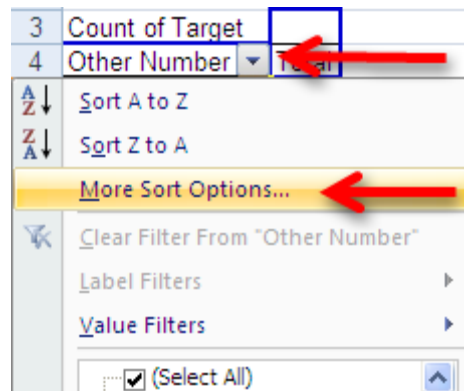 3 Count of Target
4 Other Number Total
A Z Sort A to Z
Z A Sort Z to A
More Sort Options...
Clear Filter From "Other Number"
Label Filters
Value Filters
(Select All)